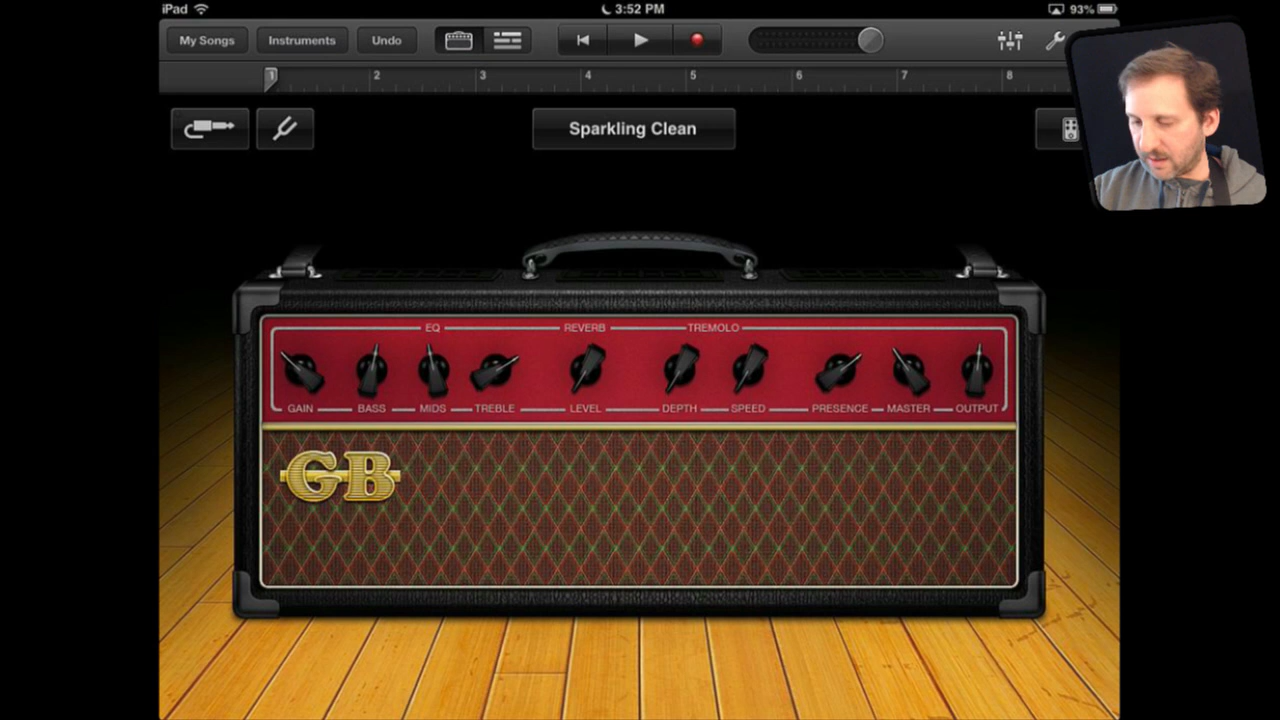 iPad 3:52 PM 93%
My Songs Instruments Undo
1 2 3 4 5 6 7 8
Sparkling Clean
EQ REVERB TREMOLO
GAIN BASS MIDS TREBLE LEVEL DEPTH SPEED PRESENCE MASTER OUTPUT
GB